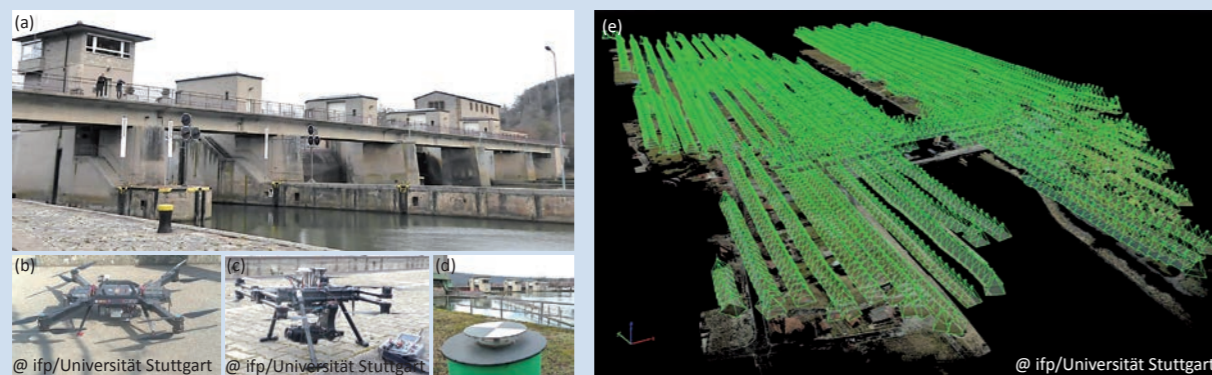 (a)
(b)
@ ifp/Universität Stuttgart
(c)
@ ifp/Universität Stuttgart
(d)
(e)
@ ifp/Universität Stuttgart